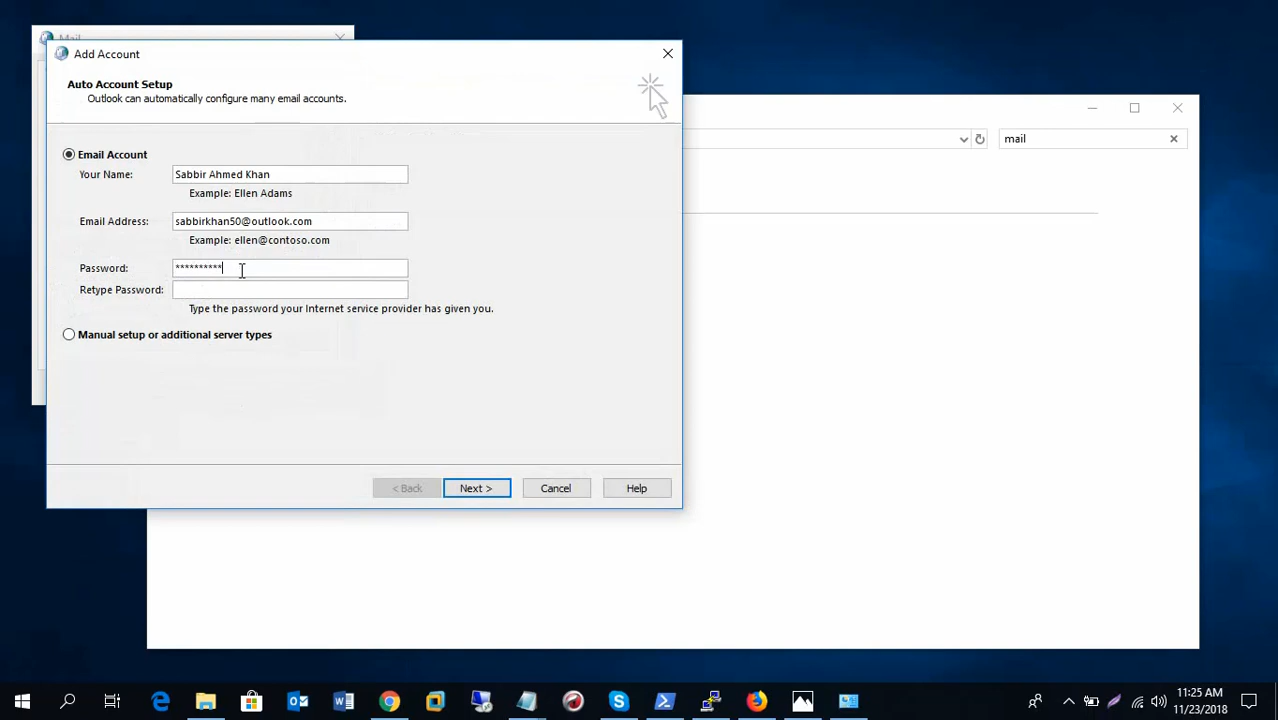 Mail
Add Account
Auto Account Setup
Outlook can automatically configure many email accounts.
mail
Email Account
Your Name: Sabbir Ahmed Khan
Example: Ellen Adams
Email Address: sabbirkhan50@outlook.com
Example: ellen@contoso.com
Password: **********
Retype Password:
Type the password your Internet service provider has given you.
Manual setup or additional server types
< Back Next > Cancel Help
11:25 AM
11/23/2018